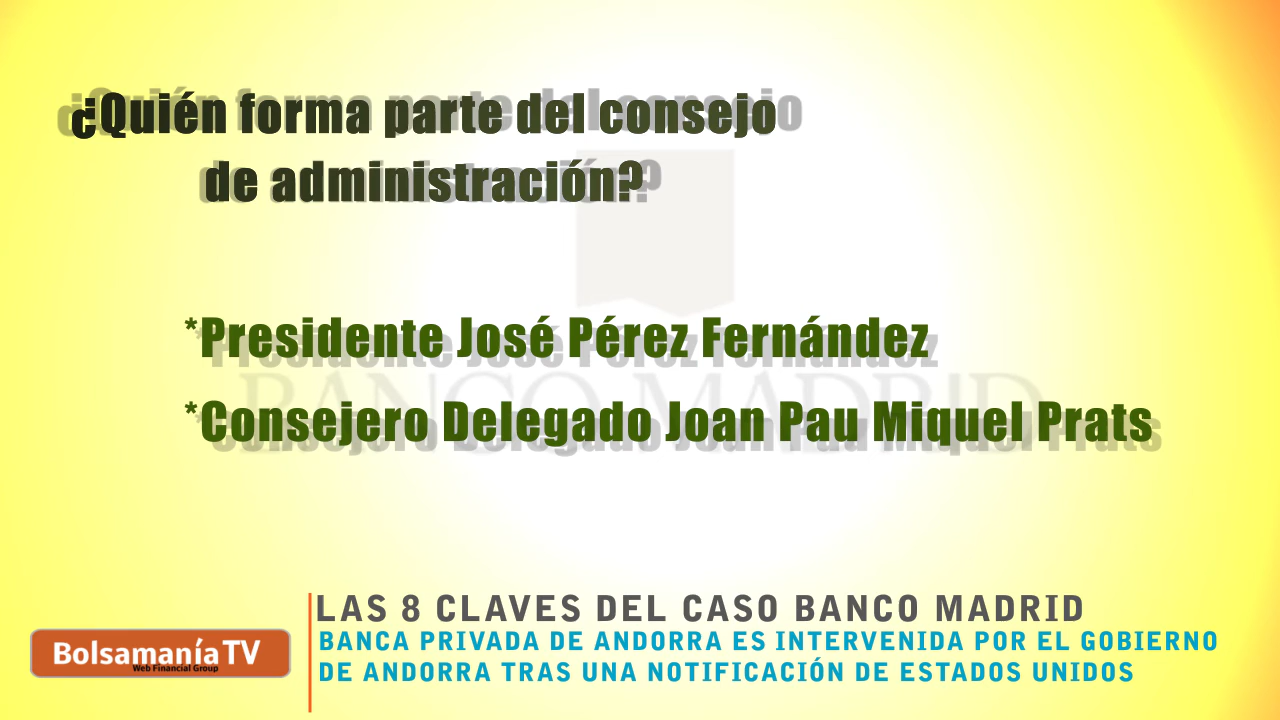 ¿Quién forma parte del consejo
de administración?
*Presidente José Pérez Fernández
BANCO MADRID
*Consejero Delegado Joan Pau Miquel Prats
LAS 8 CLAVES DEL CASO BANCO MADRID
BANCA PRIVADA DE ANDORRA ES INTERVENIDA POR EL GOBIERNO
DE ANDORRA TRAS UNA NOTIFICACIÓN DE ESTADOS UNIDOS
BolsamaníaTV
Web Financial Group